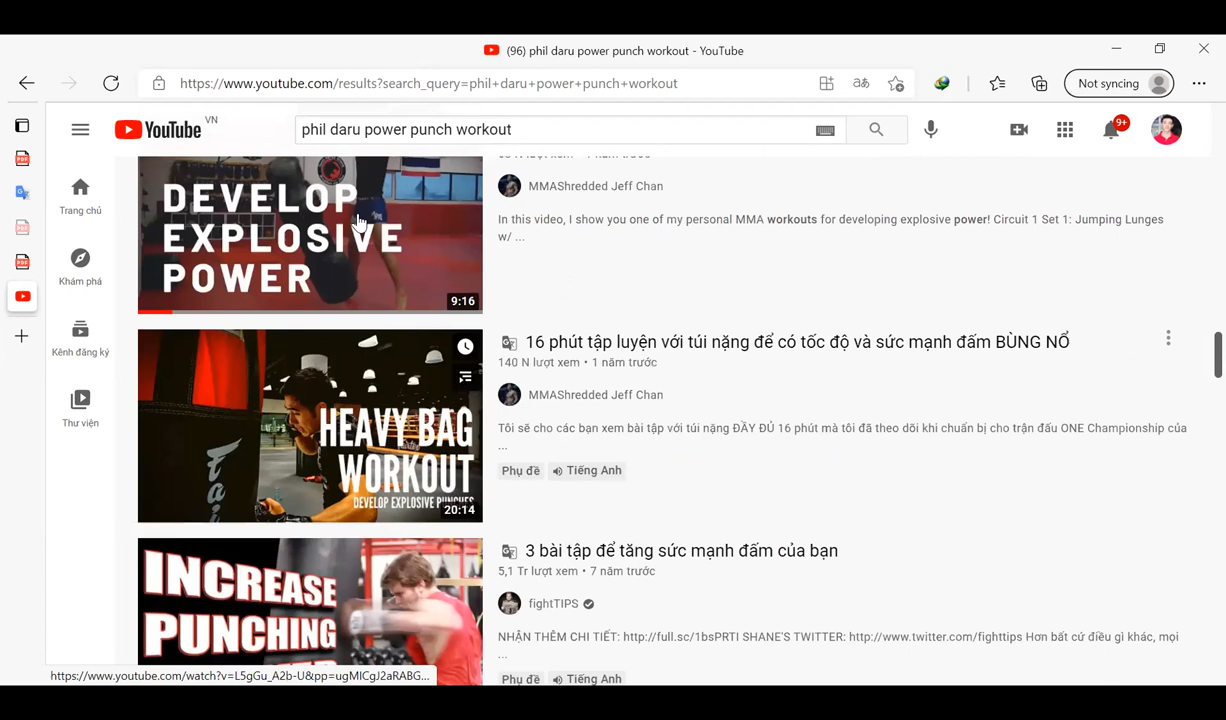 (96) phil daru power punch workout - YouTube
https://www.youtube.com/results?search_query=phil+daru+power+punch+workout
aあ
Not syncing
YouTube VN
phil daru power punch workout
9+
Trang chủ
Khám phá
Kênh đăng ký
Thư viện
DEVELOP
EXPLOSIVE
POWER
9:16
MMAShredded Jeff Chan
In this video, I show you one of my personal MMA workouts for developing explosive power! Circuit 1 Set 1: Jumping Lunges
w/ ...
HEAVY BAG
WORKOUT
DEVELOP EXPLOSIVE PUNCHES
20:14
16 phút tập luyện với túi nặng để có tốc độ và sức mạnh đấm BÙNG NỔ
140 N lượt xem • 1 năm trước
MMAShredded Jeff Chan
Tôi sẽ cho các bạn xem bài tập với túi nặng ĐẦY ĐỦ 16 phút mà tôi đã theo dõi khi chuẩn bị cho trận đấu ONE Championship của
...
Phụ đề Tiếng Anh
INCREASE
PUNCHING
3 bài tập để tăng sức mạnh đấm của bạn
5,1 Tr lượt xem • 7 năm trước
fightTIPS
NHẬN THÊM CHI TIẾT: http://full.sc/1bsPRTI SHANE'S TWITTER: http://www.twitter.com/fighttips Hơn bất cứ điều gì khác, mọi
...
Phụ đề Tiếng Anh
https://www.youtube.com/watch?v=L5gGu_A2b-U&pp=ugMICgJ2aRABG...